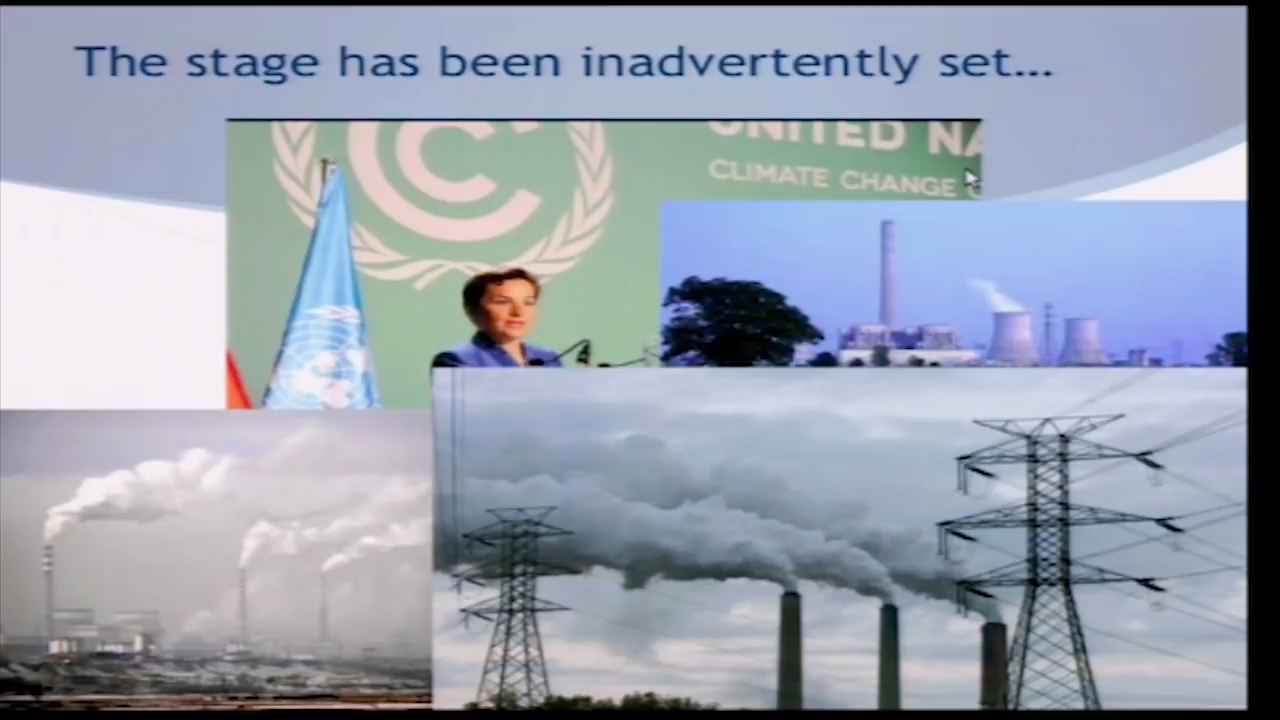 The stage has been inadvertently set...
UNITED NA
CLIMATE CHANGE